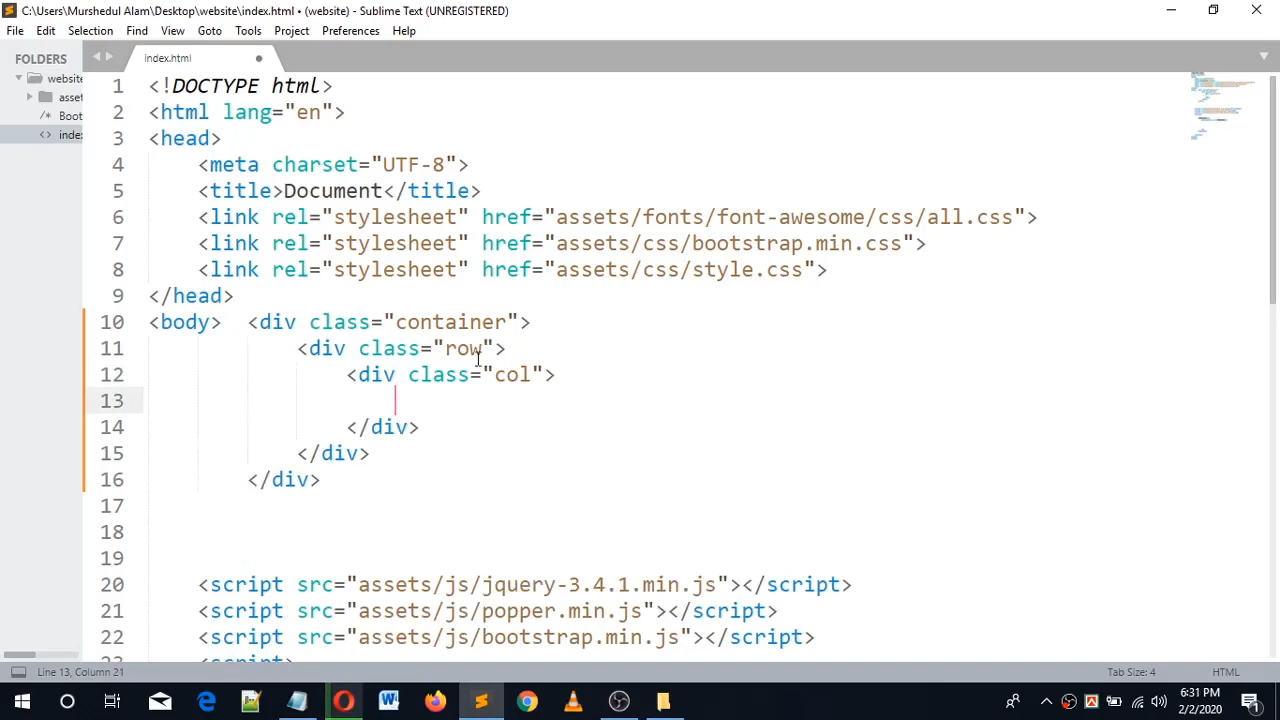 C:\Users\Murshedul Alam\Desktop\website\index.html • (website) - Sublime Text (UNREGISTERED)
File Edit Selection Find View Goto Tools Project Preferences Help
FOLDERS
index.html
website
asset
/* Boot
<> index
1 <!DOCTYPE html>
2 <html lang="en">
3 <head>
4 <meta charset="UTF-8">
5 <title>Document</title>
6 <link rel="stylesheet" href="assets/fonts/font-awesome/css/all.css">
7 <link rel="stylesheet" href="assets/css/bootstrap.min.css">
8 <link rel="stylesheet" href="assets/css/style.css">
9 </head>
10 <body> <div class="container">
11 <div class="row">
12 <div class="col">
13
14 </div>
15 </div>
16 </div>
17
18
19
20 <script src="assets/js/jquery-3.4.1.min.js"></script>
21 <script src="assets/js/popper.min.js"></script>
22 <script src="assets/js/bootstrap.min.js"></script>
23 <script>
Line 13, Column 21
Tab Size: 4
HTML
6:31 PM
2/2/2020